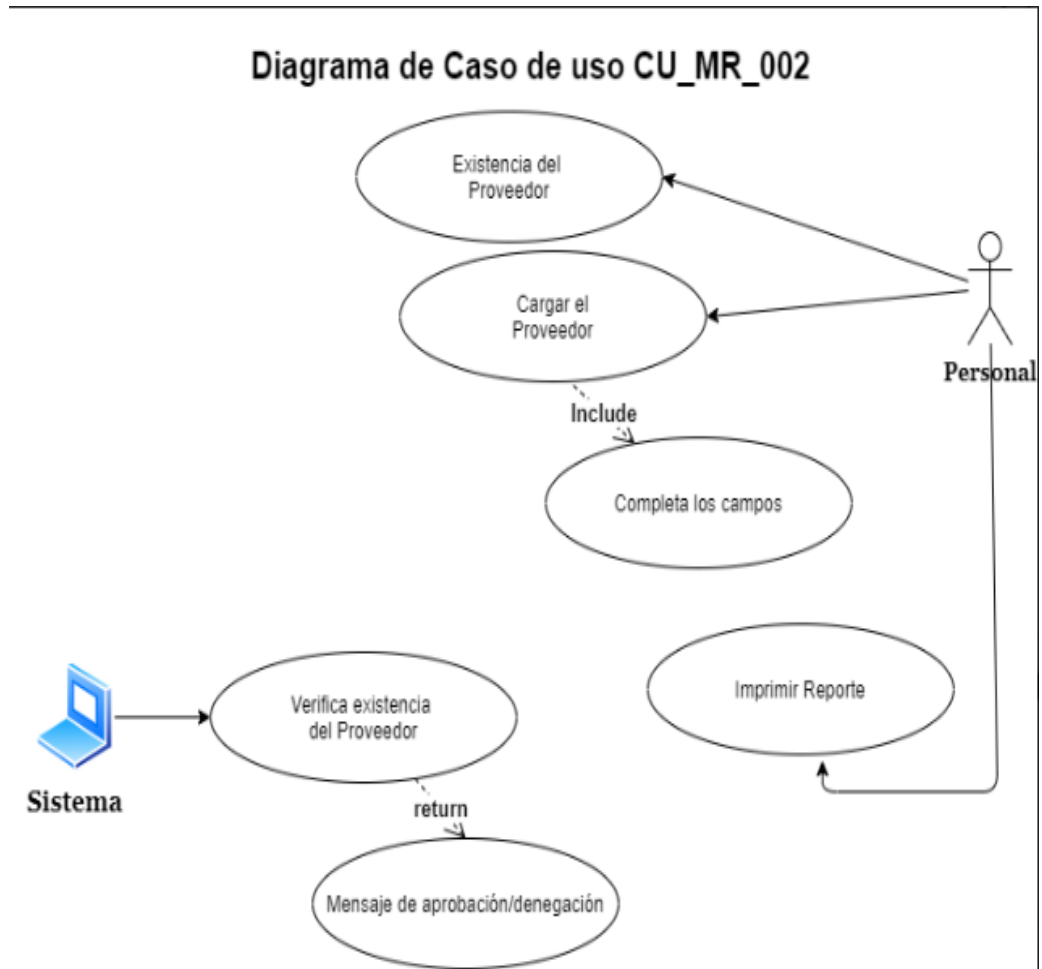 Diagrama de Caso de uso CU_MR_002
Existencia del
Proveedor
Cargar el
Proveedor
Personal
Include
Completa los campos
Imprimir Reporte
Verifica existencia
del Proveedor
Sistema
return
Mensaje de aprobación/denegación